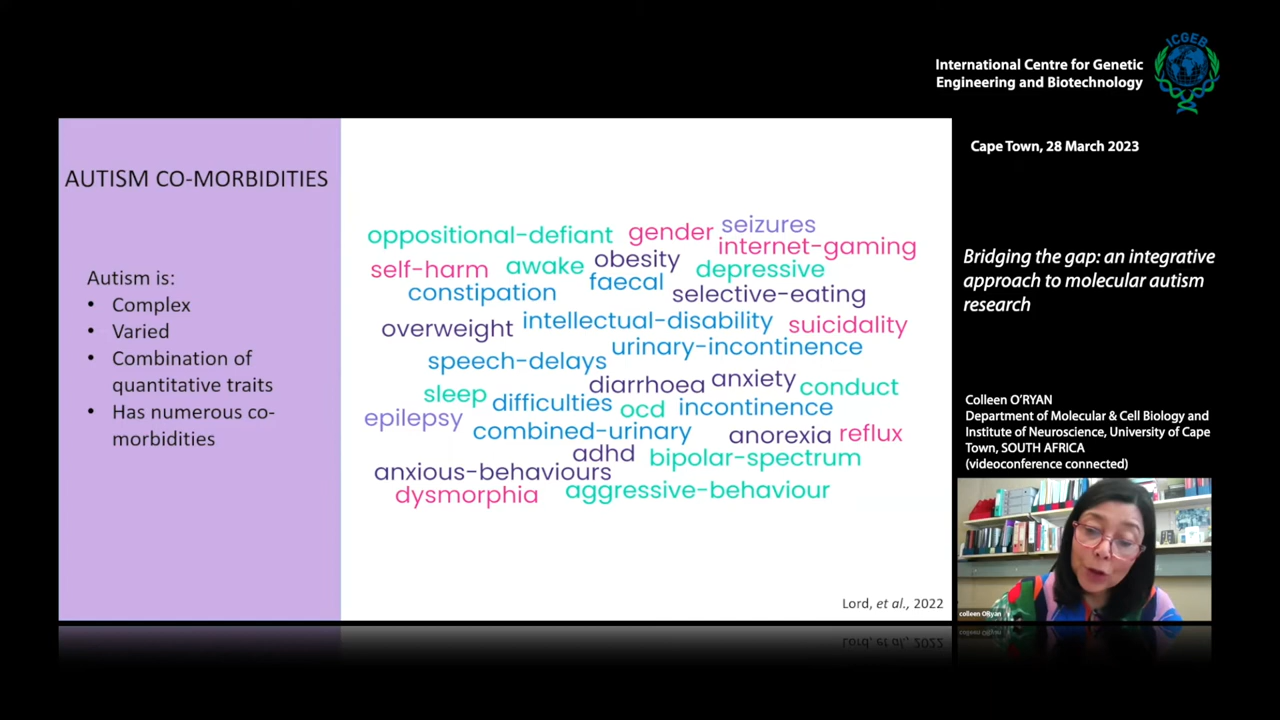 ICGEB
International Centre for Genetic
Engineering and Biotechnology
Cape Town, 28 March 2023
AUTISM CO-MORBIDITIES
Autism is:
• Complex
• Varied
• Combination of
quantitative traits
• Has numerous co-
morbidities
oppositional-defiant gender seizures
internet-gaming
self-harm awake obesity depressive
constipation faecal selective-eating
overweight intellectual-disability suicidality
speech-delays urinary-incontinence
diarrhoea anxiety conduct
sleep difficulties ocd incontinence
epilepsy combined-urinary anorexia reflux
adhd bipolar-spectrum
anxious-behaviours
dysmorphia aggressive-behaviour
Lord, et al., 2022
Bridging the gap: an integrative
approach to molecular autism
research
Colleen O'RYAN
Department of Molecular & Cell Biology and
Institute of Neuroscience, University of Cape
Town, SOUTH AFRICA
(videoconference connected)
colleen ORyan